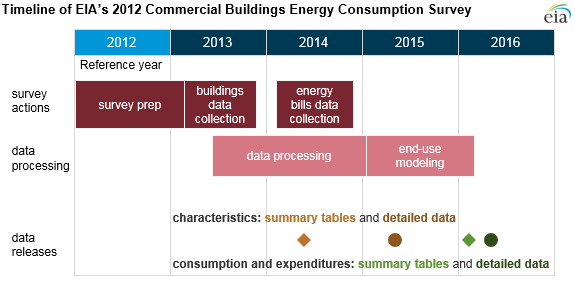 Timeline of EIA's 2012 Commercial Buildings Energy Consumption Survey
eia
2012 2013 2014 2015 2016
Reference year
survey
actions
survey prep
buildings
data
collection
energy
bills data
collection
data
processing
data processing
end-use
modeling
characteristics: summary tables and detailed data
data
releases
consumption and expenditures: summary tables and detailed data